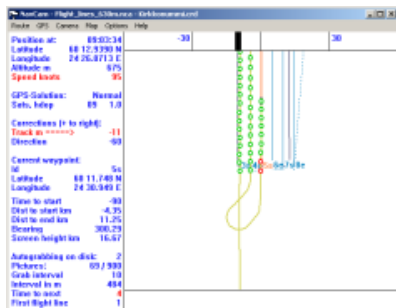 NavCam - Flight_lines_630m.nca - Kirkkonummi.crd
Route GPS Camera Map Options Help
Position at: 09:03:34
Latitude 60 12.9390 N
Longitude 24 26.0713 E
Altitude m 675
Speed knots 95
GPS-Solution: Normal
Sats, hdop 09 1.0
Corrections (+ to right):
Track m =====> -11
Direction -60
Current waypoint:
Id 5s
Latitude 60 11.748 N
Longitude 24 30.949 E
Time to start -90
Dist to start km -4.35
Dist to end km 11.25
Bearing 300.29
Screen height km 16.67
Autograbbing on disk: 2
Pictures: 69 / 900
Grab interval 10
Interval in m 484
Time to next 4
First flight line 1
-30 30